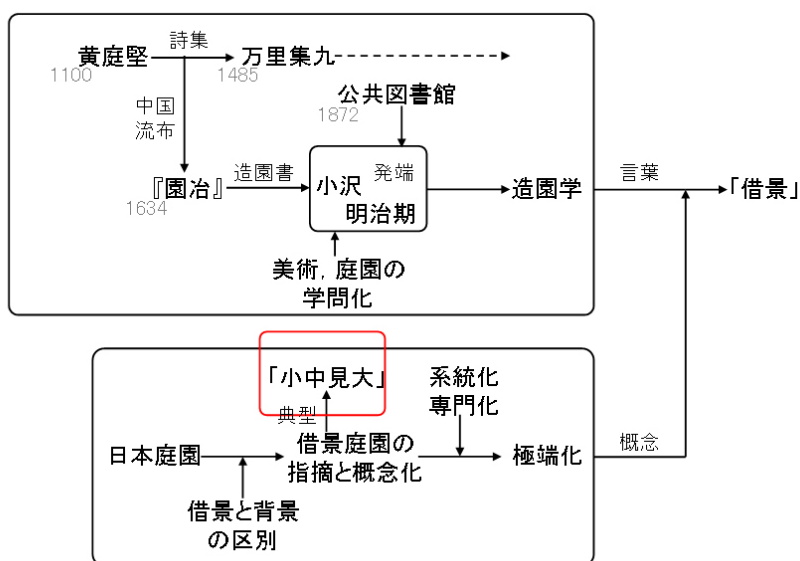 詩集
黄庭堅
万里集九
1100
1485
公共図書館
1872
中国
流布
『園冶』
1634
造園書
小沢
発端
明治期
造園学
言葉
「借景」
美術，庭園の
学問化
「小中見大」
系統化
専門化
典型
日本庭園
借景庭園の
指摘と概念化
極端化
概念
借景と背景
の区別